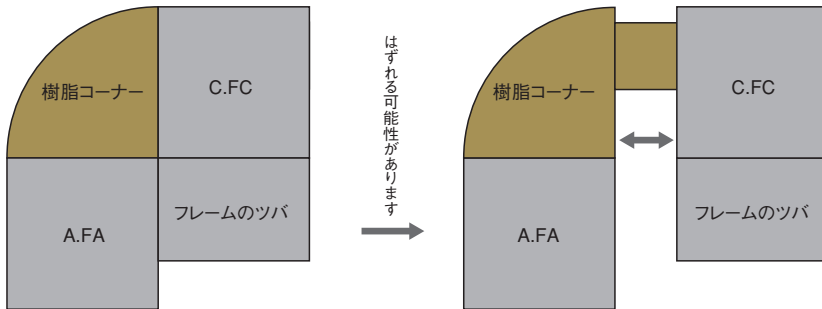 樹脂コーナー
C.FC
A.FA
フレームのツバ
はずれる可能性があります
樹脂コーナー
C.FC
A.FA
フレームのツバ